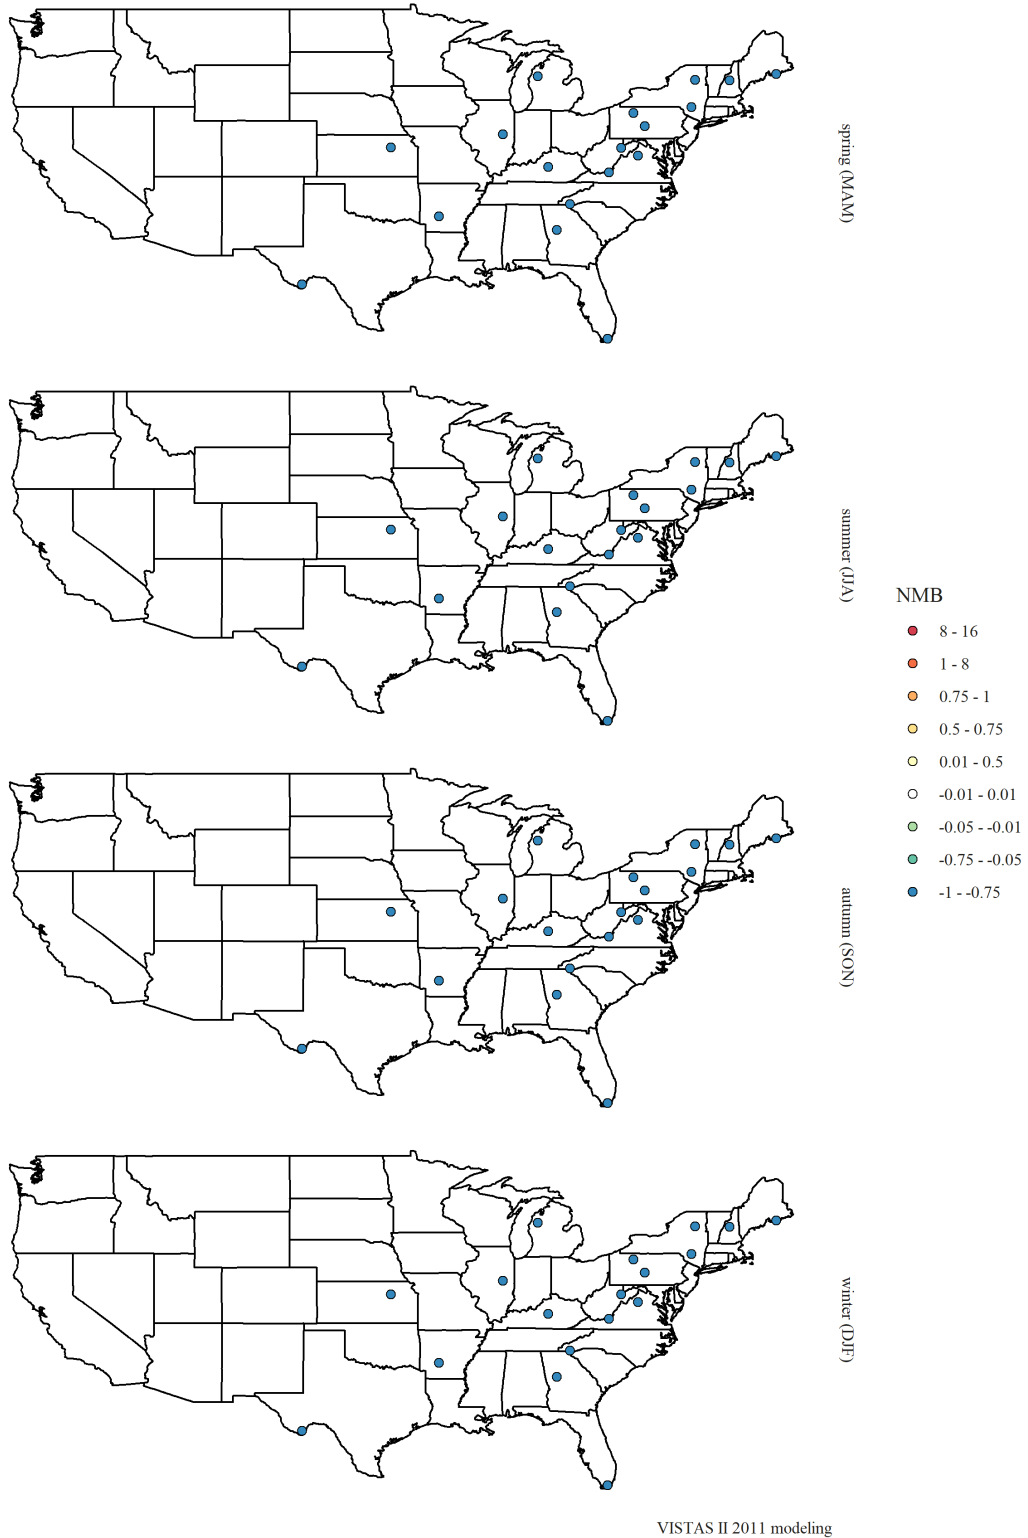 spring (MAM)
summer (JJA)
NMB
8 - 16
1 - 8
0.75 - 1
0.5 - 0.75
0.01 - 0.5
-0.01 - 0.01
-0.05 - -0.01
-0.75 - -0.05
-1 - -0.75
autumn (SON)
winter (DJF)
VISTAS II 2011 modeling